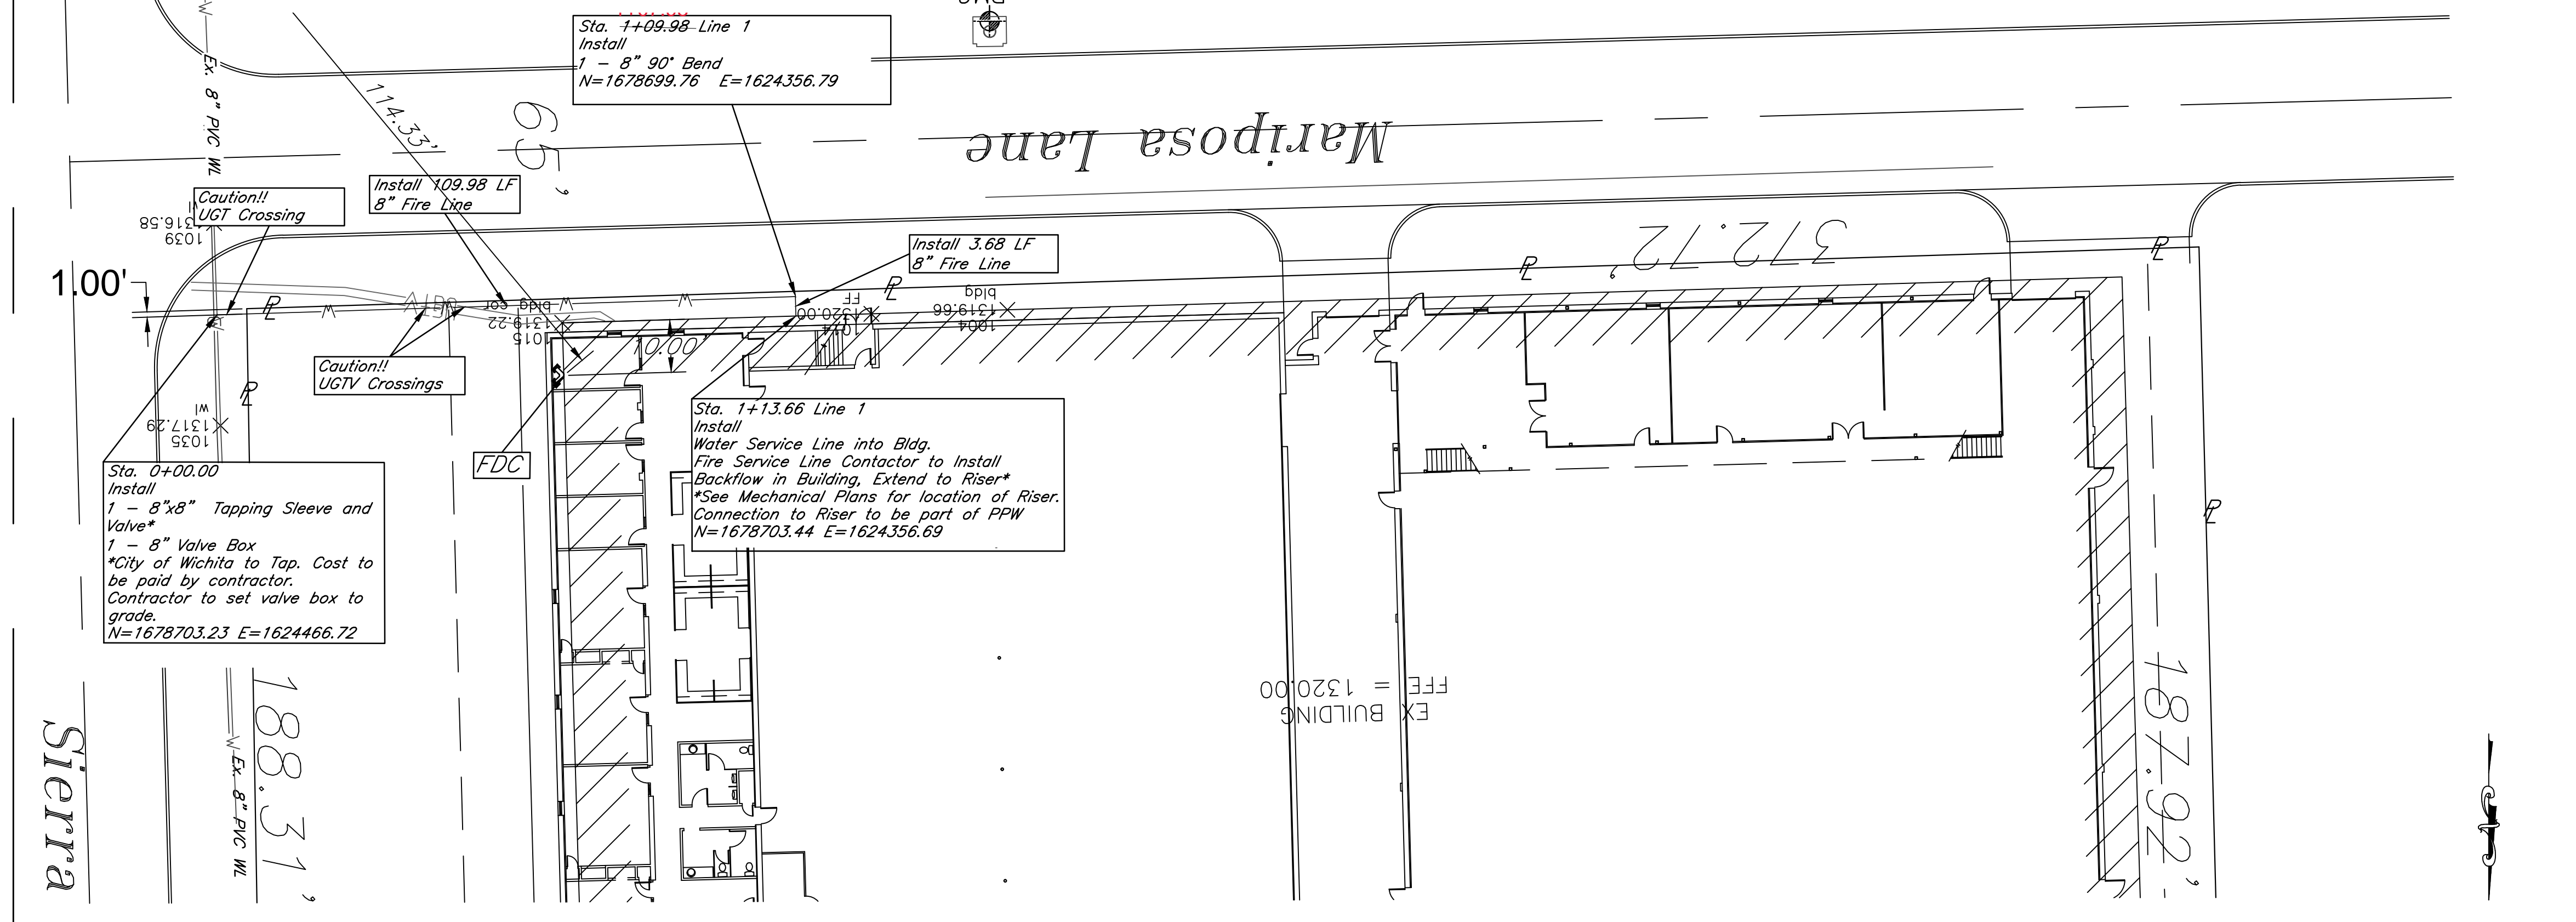 Sta. 1+09.98 Line 1
Install
1 - 8" 90° Bend
N=1678699.76 E=1624356.79
Ex. 8" PVC WL
114.33'
65'
Mariposa Lane
Caution!!
UGT Crossing
Install 109.98 LF
8" Fire Line
Install 3.68 LF
8" Fire Line
372.72'
1316.58
1039
1.00'
bldg cor
1319.22
1015
FF
1320.00
1014
bldg
1319.66
1004
10.00'
Caution!!
UGTV Crossings
wl
1317.29
1035
FDC
Sta. 0+00.00
Install
1 - 8"x8" Tapping Sleeve and
Valve*
1 - 8" Valve Box
*City of Wichita to Tap. Cost to
be paid by contractor.
Contractor to set valve box to
grade.
N=1678703.23 E=1624466.72
Sta. 1+13.66 Line 1
Install
Water Service Line into Bldg.
Fire Service Line Contactor to Install
Backflow in Building, Extend to Riser*
*See Mechanical Plans for location of Riser.
Connection to Riser to be part of PPW
N=1678703.44 E=1624356.69
EX BUILDING
FFE = 1320.00
188.31'
187.92'
Ex. 8" PVC WL
Sierra